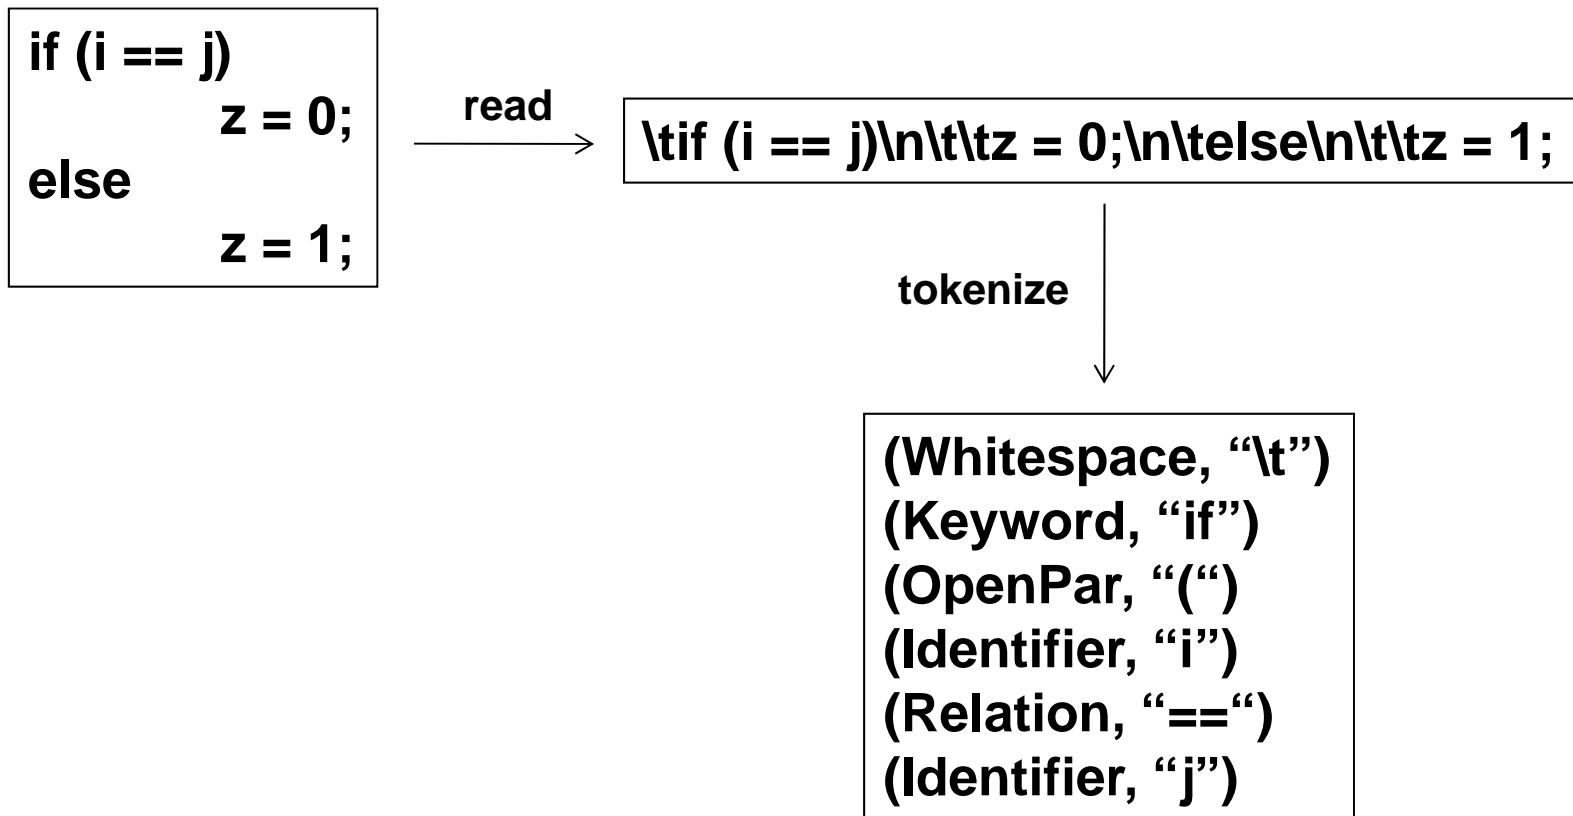 if (i == j)
z = 0;
else
z = 1;
read
\tif (i == j)\n\t\tz = 0;\n\telse\n\t\tz = 1;
tokenize
(Whitespace, “\t”)
(Keyword, “if”)
(OpenPar, “(“)
(Identifier, “i”)
(Relation, “==“)
(Identifier, “j”)